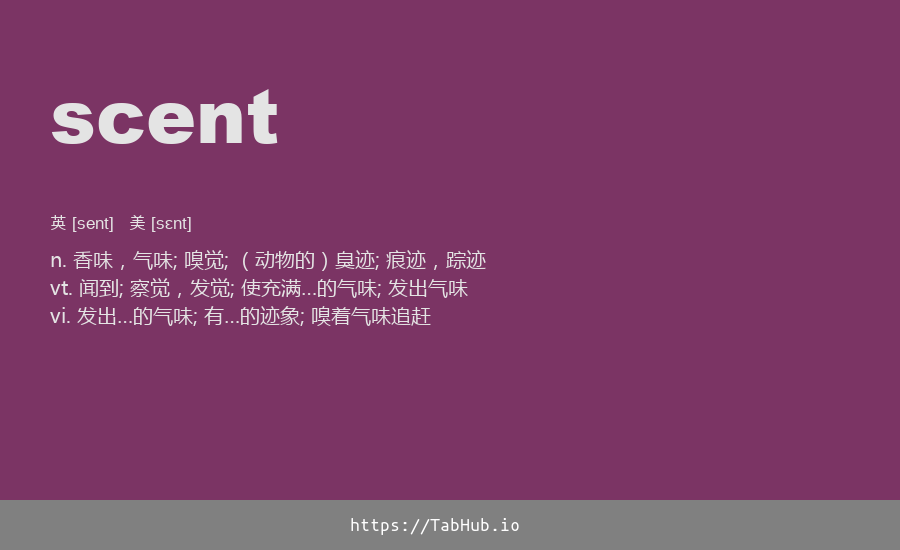 scent
英 [sent] 美 [sɛnt]
n. 香味，气味; 嗅觉; （动物的）臭迹; 痕迹，踪迹
vt. 闻到; 察觉，发觉; 使充满…的气味; 发出气味
vi. 发出…的气味; 有…的迹象; 嗅着气味追赶
https://TabHub.io